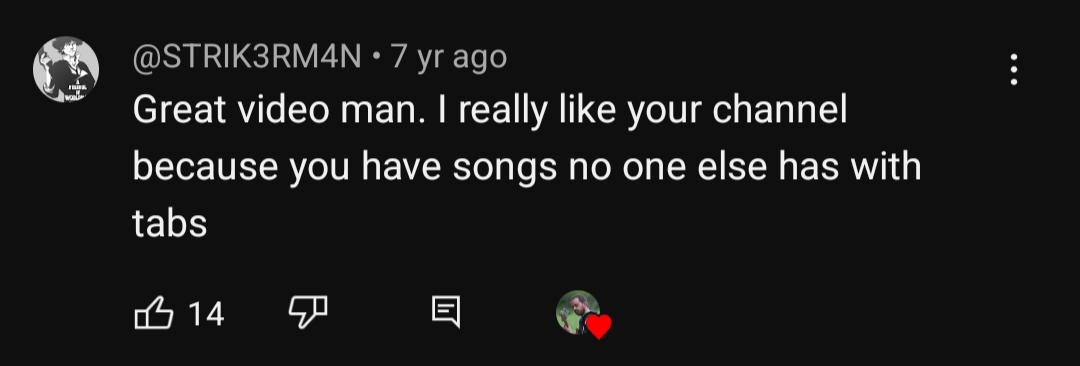 @STRIK3RM4N • 7 yr ago
Great video man. I really like your channel
because you have songs no one else has with
tabs
14